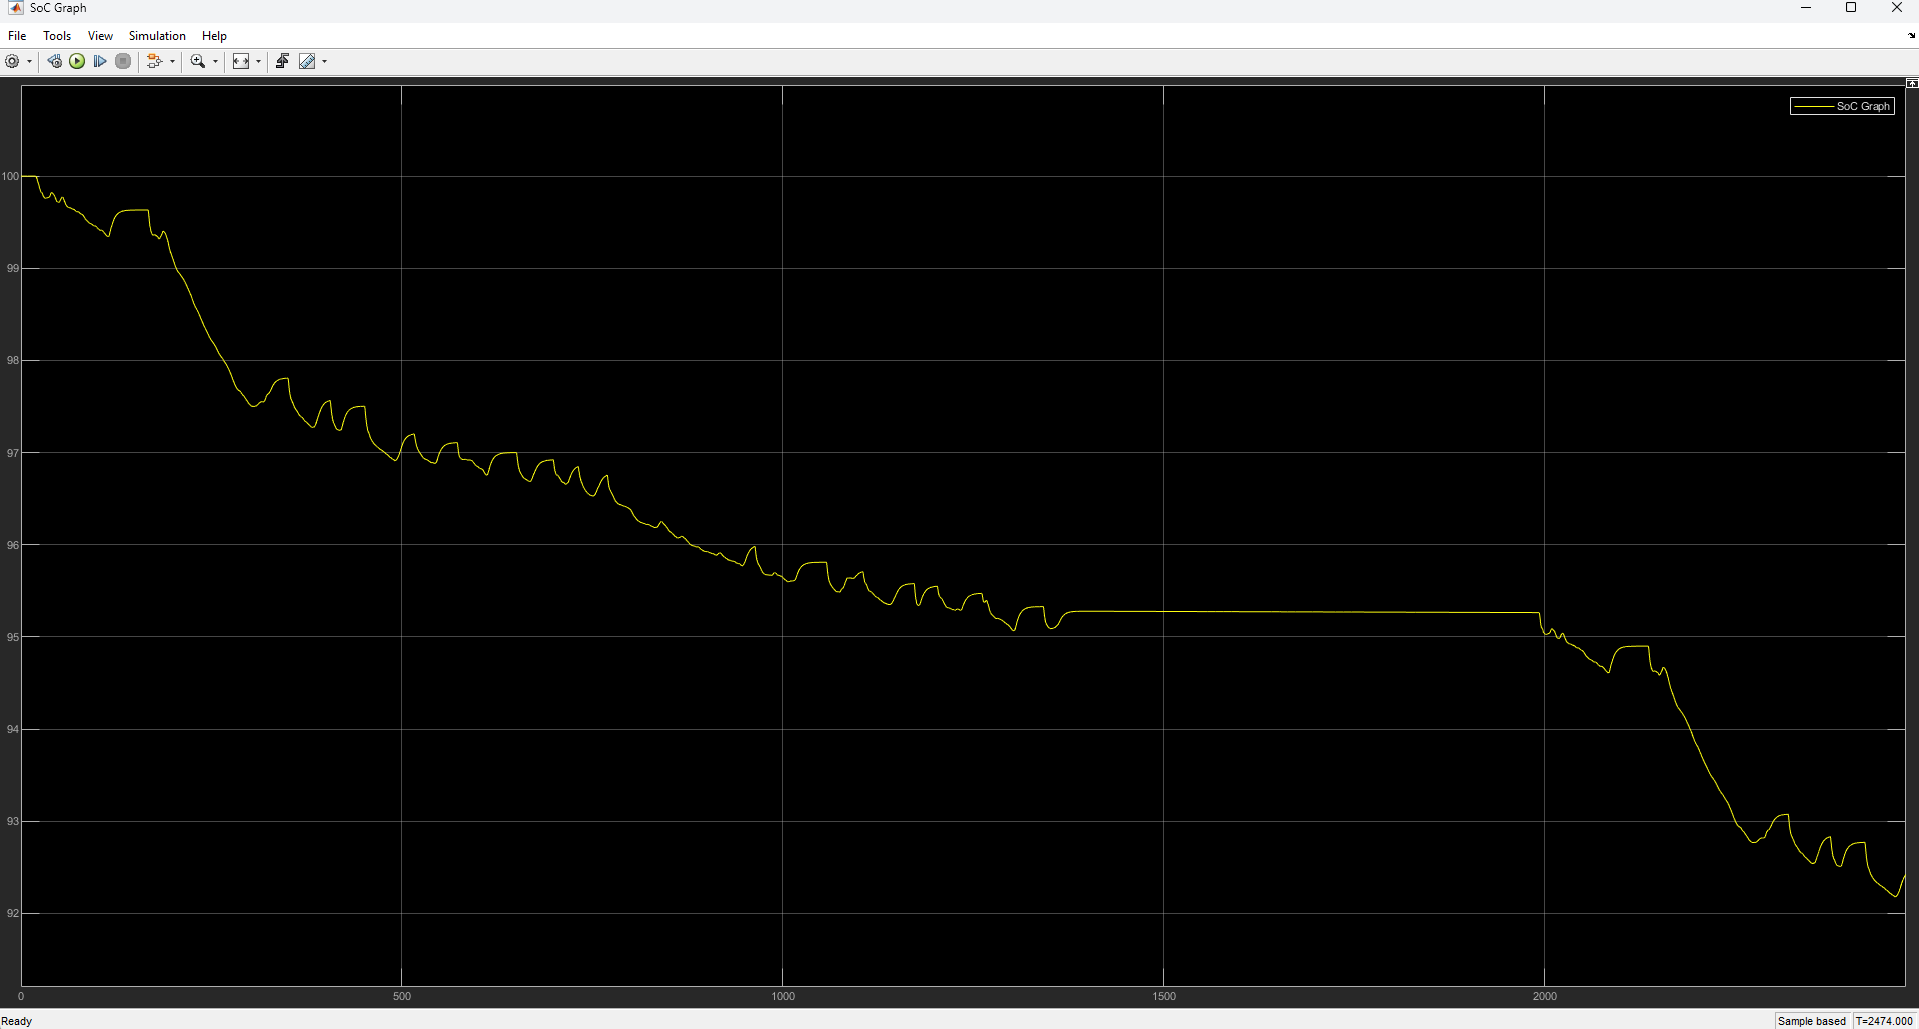 SoC Graph
File Tools View Simulation Help
SoC Graph
100
99
98
97
96
95
94
93
92
0 500 1000 1500 2000
Ready
Sample based T=2474.000